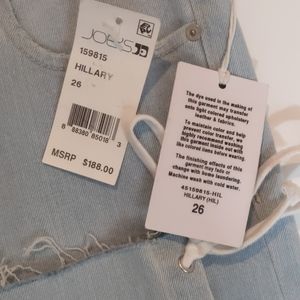 JOE'S
159815
HILLARY
26
8 88380 85018 3
MSRP $188.00
The dye used in the making of
this garment may transfer
onto light colored upholstery
leather & fabrics.
To maintain color and help
prevent color transfer, we
highly recommend washing
this garment inside out with
like colored items before wearing.
The finishing effects of this
garment may fade or
change with home laundering.
Machine wash with cold water.
45159815-HIL
HILLARY (HIL)
26